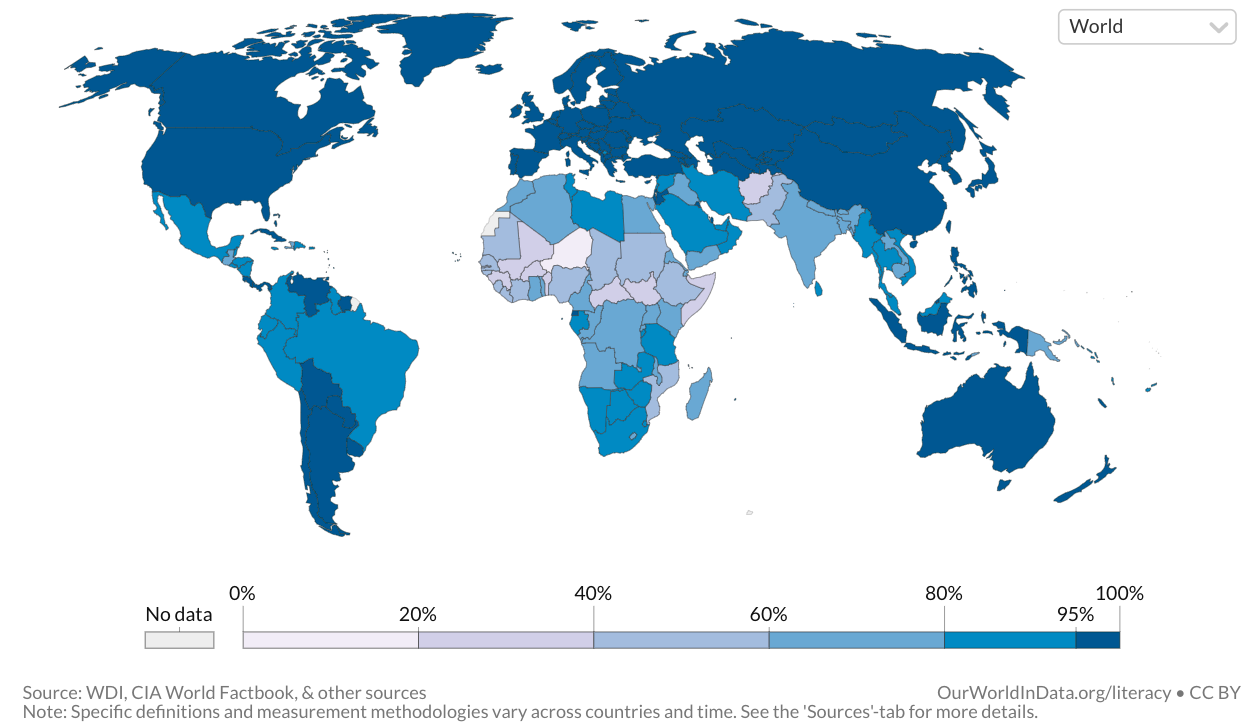 World
0%
40%
80%
100%
No data
20%
60%
95%
Source: WDI, CIA World Factbook, & other sources
OurWorldInData.org/literacy • CC BY
Note: Specific definitions and measurement methodologies vary across countries and time. See the 'Sources'-tab for more details.